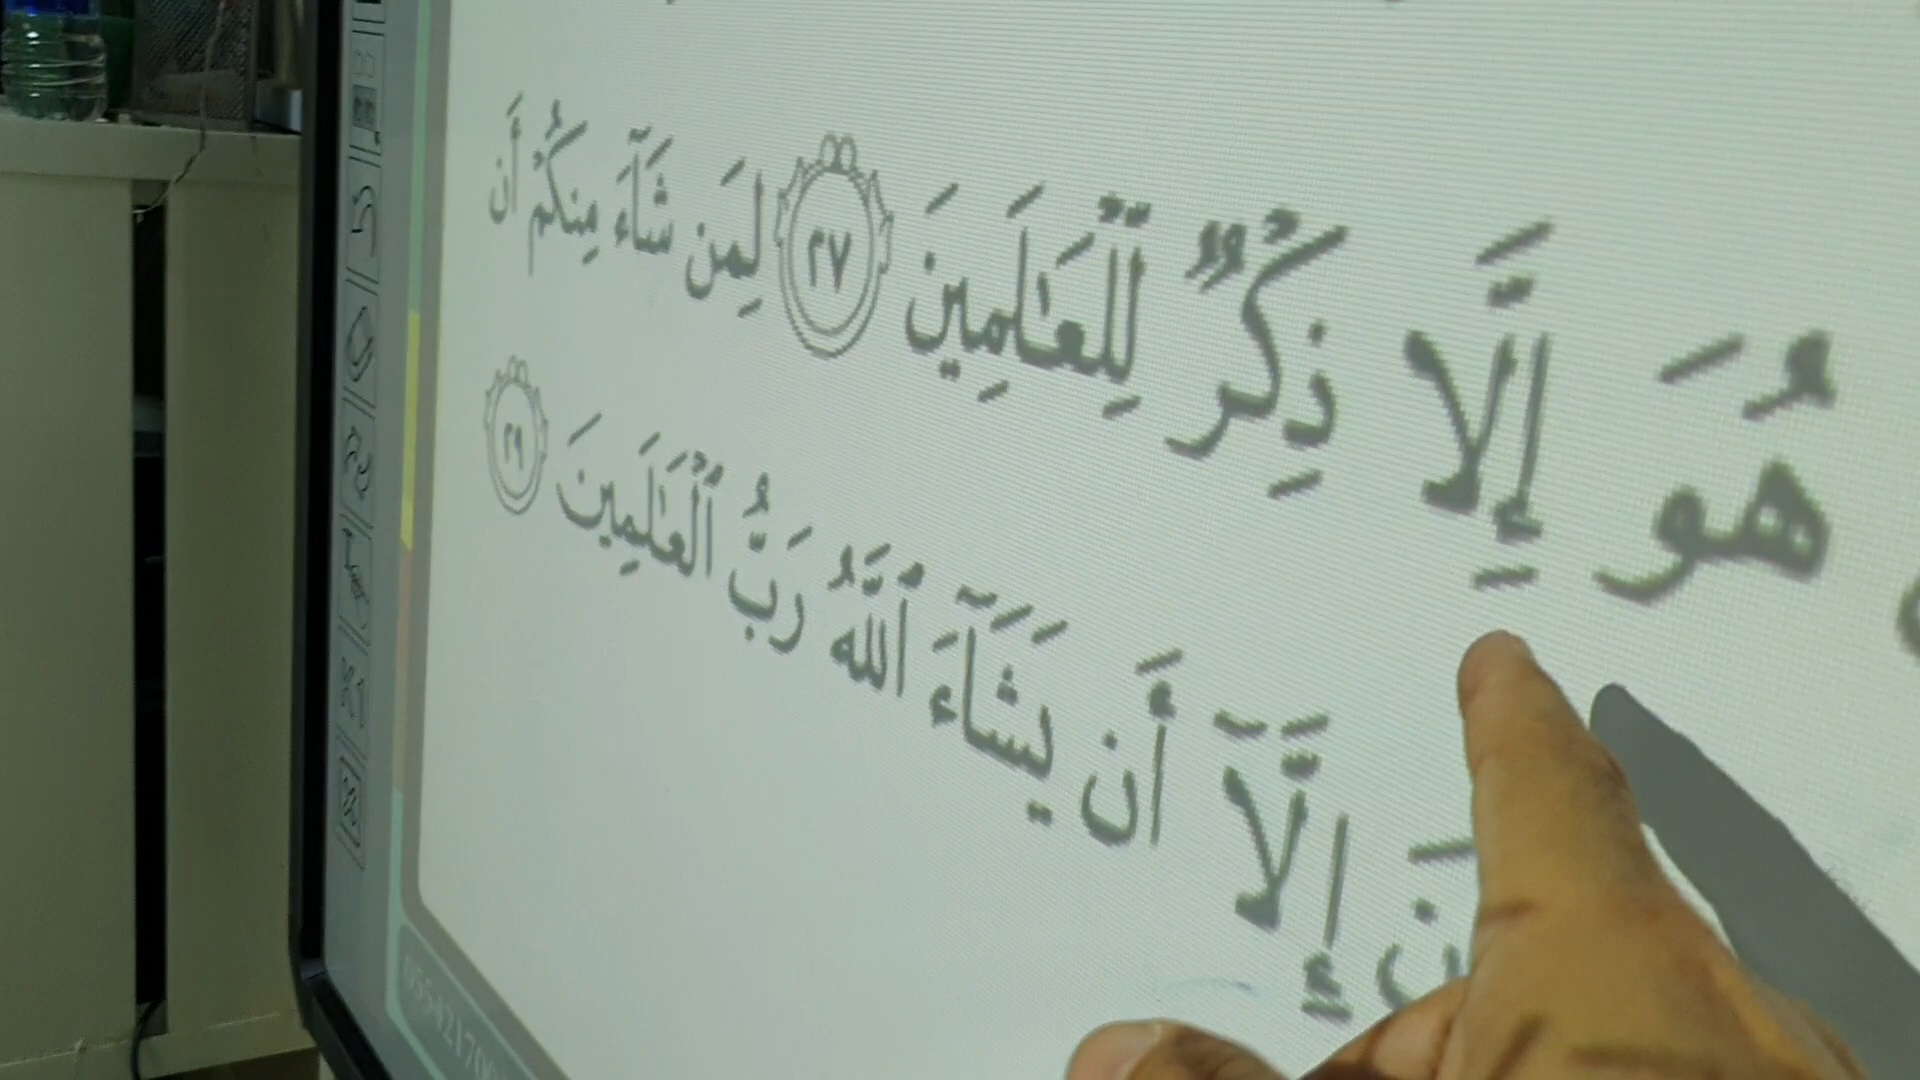 هُوَ إِلَّا ذِكْرٌ لِّلْعَـٰلَمِينَ ٢٧ لِمَن شَآءَ مِنكُمْ أَن
نَ إِلَّآ أَن يَشَآءَ ٱللَّهُ رَبُّ ٱلْعَـٰلَمِينَ ٢٩